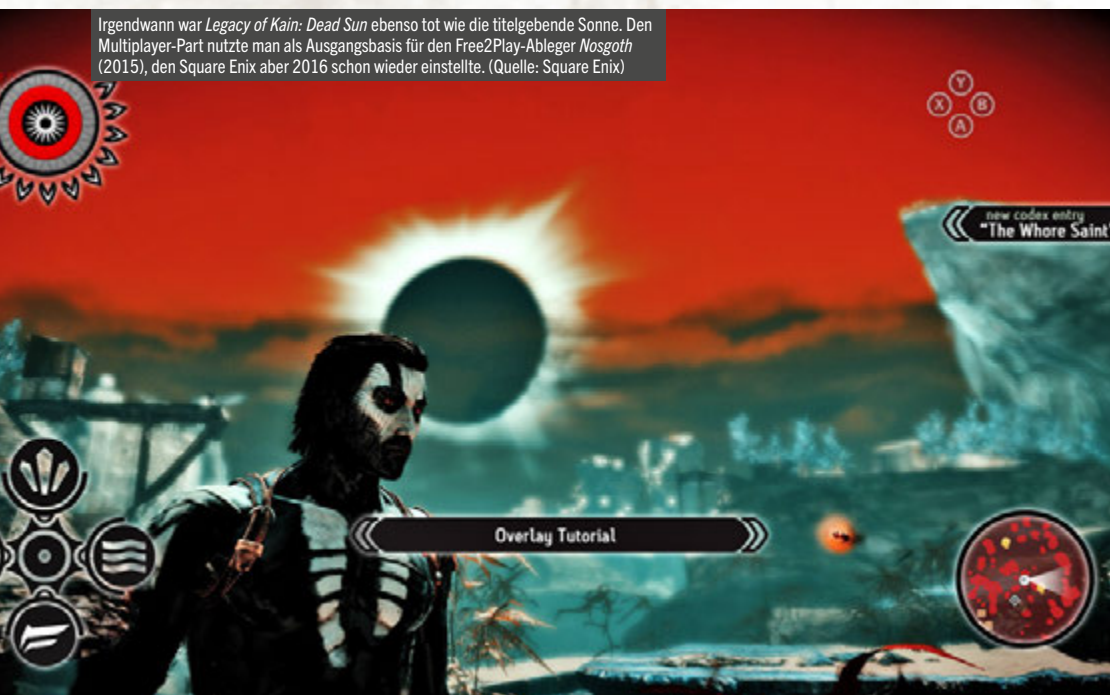 Irgendwann war Legacy of Kain: Dead Sun ebenso tot wie die titelgebende Sonne. Den
Multiplayer-Part nutzte man als Ausgangsbasis für den Free2Play-Ableger Nosgoth
(2015), den Square Enix aber 2016 schon wieder einstellte. (Quelle: Square Enix)
Y
X B
A
new codex entry
"The Whore Saint"
Overlay Tutorial